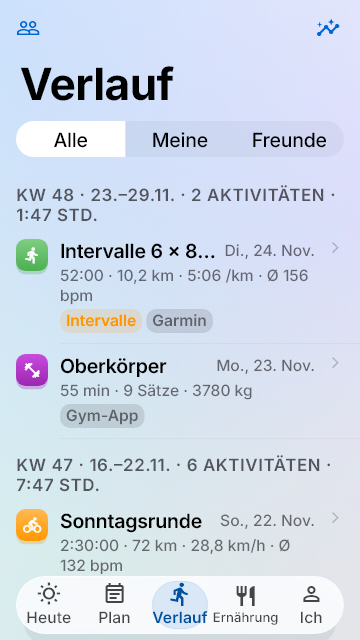 Verlauf
Alle
Meine
Freunde
KW 48 · 23.–29.11. · 2 AKTIVITÄTEN ·
1:47 STD.
Intervalle 6 × 8… Di., 24. Nov.
52:00 · 10,2 km · 5:06 /km · Ø 156
bpm
Intervalle Garmin
Oberkörper Mo., 23. Nov.
55 min · 9 Sätze · 3780 kg
Gym-App
KW 47 · 16.–22.11. · 6 AKTIVITÄTEN ·
7:47 STD.
Sonntagsrunde So., 22. Nov.
2:30:00 · 72 km · 28,8 km/h · Ø
132 bpm
Heute
Plan
Verlauf
Ernährung
Ich